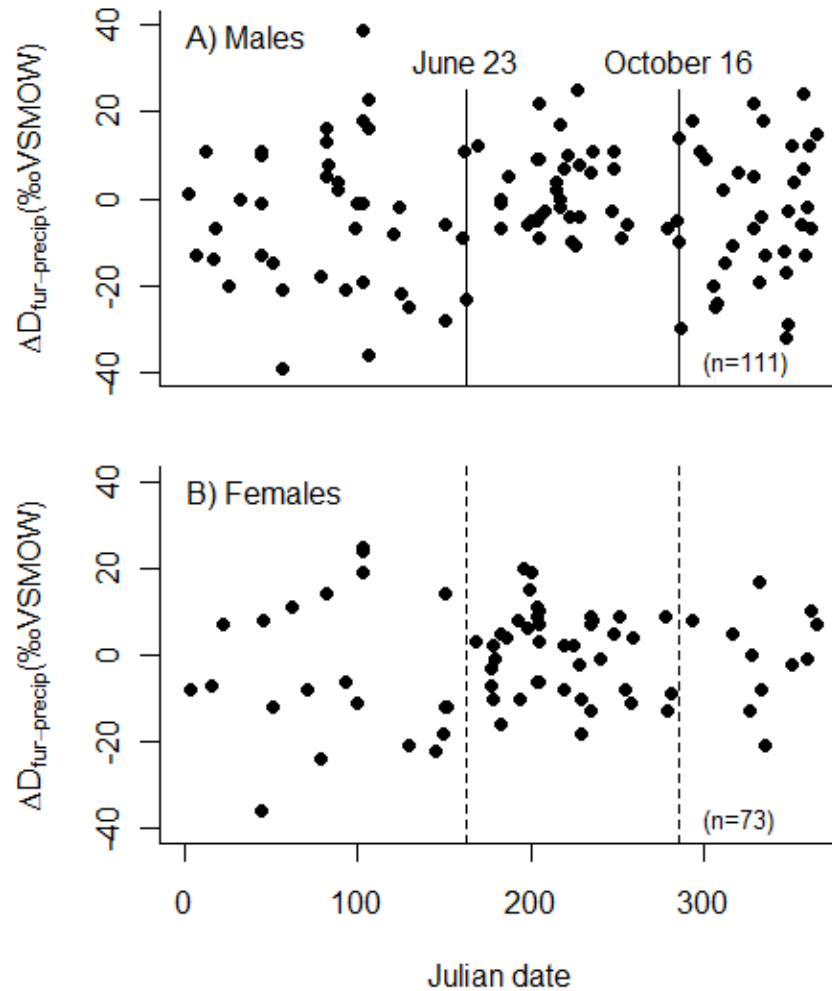 A) Males
June 23
October 16
40
20
0
-20
-40
ΔDfur−precip(‰VSMOW)
(n=111)
B) Females
40
20
0
-20
-40
ΔDfur−precip(‰VSMOW)
(n=73)
0
100
200
300
Julian date